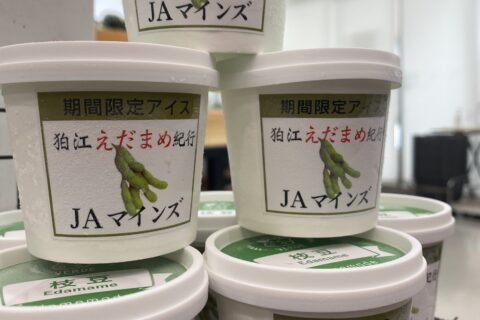 JAマインズ
期間限定アイス
狛江えだまめ紀行
JAマインズ
期間限定アイス
狛江えだまめ紀行
JAマインズ
VERDE
枝豆
Edamame
枝豆
Edamame